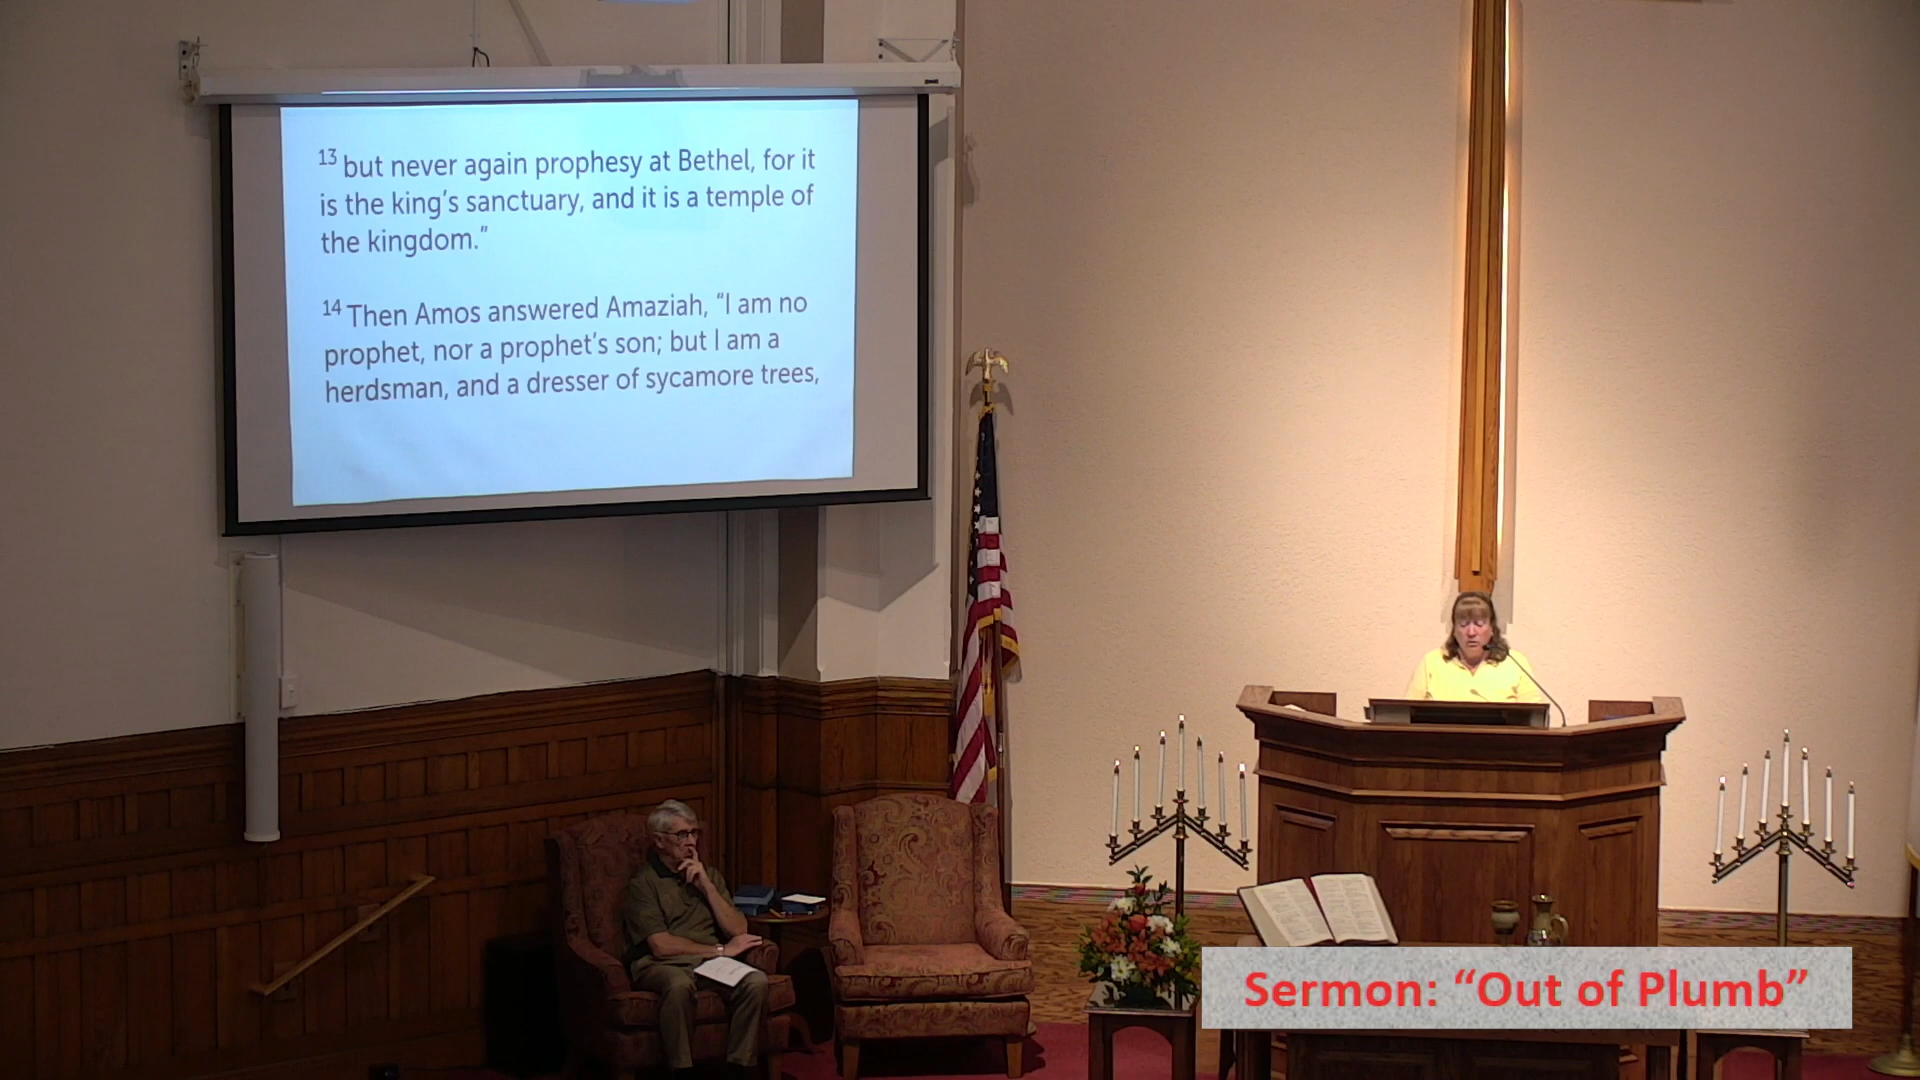 13 but never again prophesy at Bethel, for it
is the king's sanctuary, and it is a temple of
the kingdom.”
14 Then Amos answered Amaziah, “I am no
prophet, nor a prophet's son; but I am a
herdsman, and a dresser of sycamore trees,
Sermon: “Out of Plumb”